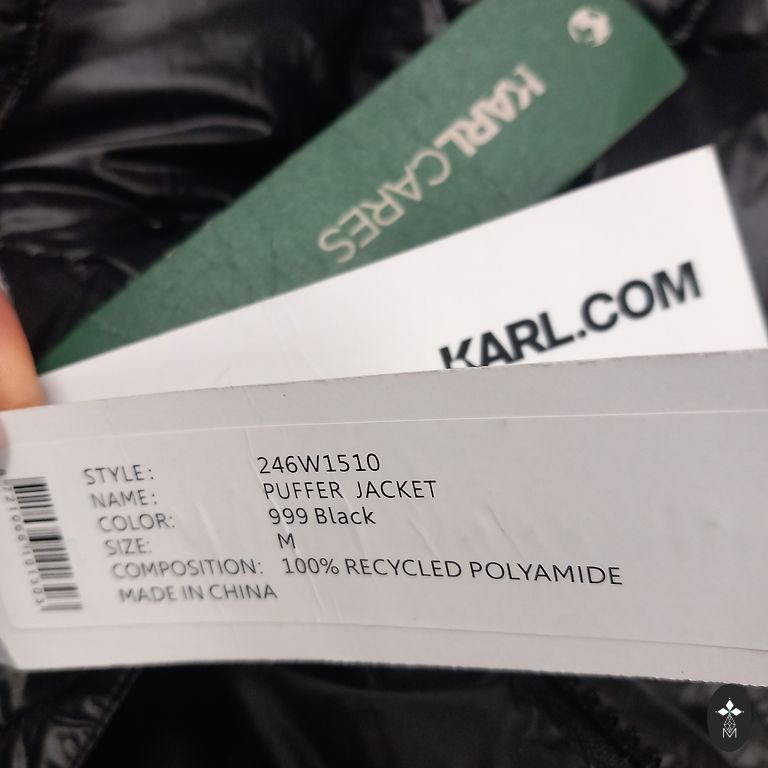 KARL CARES
KARL.COM
STYLE: 246W1510
NAME: PUFFER JACKET
COLOR: 999 Black
SIZE: M
COMPOSITION: 100% RECYCLED POLYAMIDE
MADE IN CHINA
M